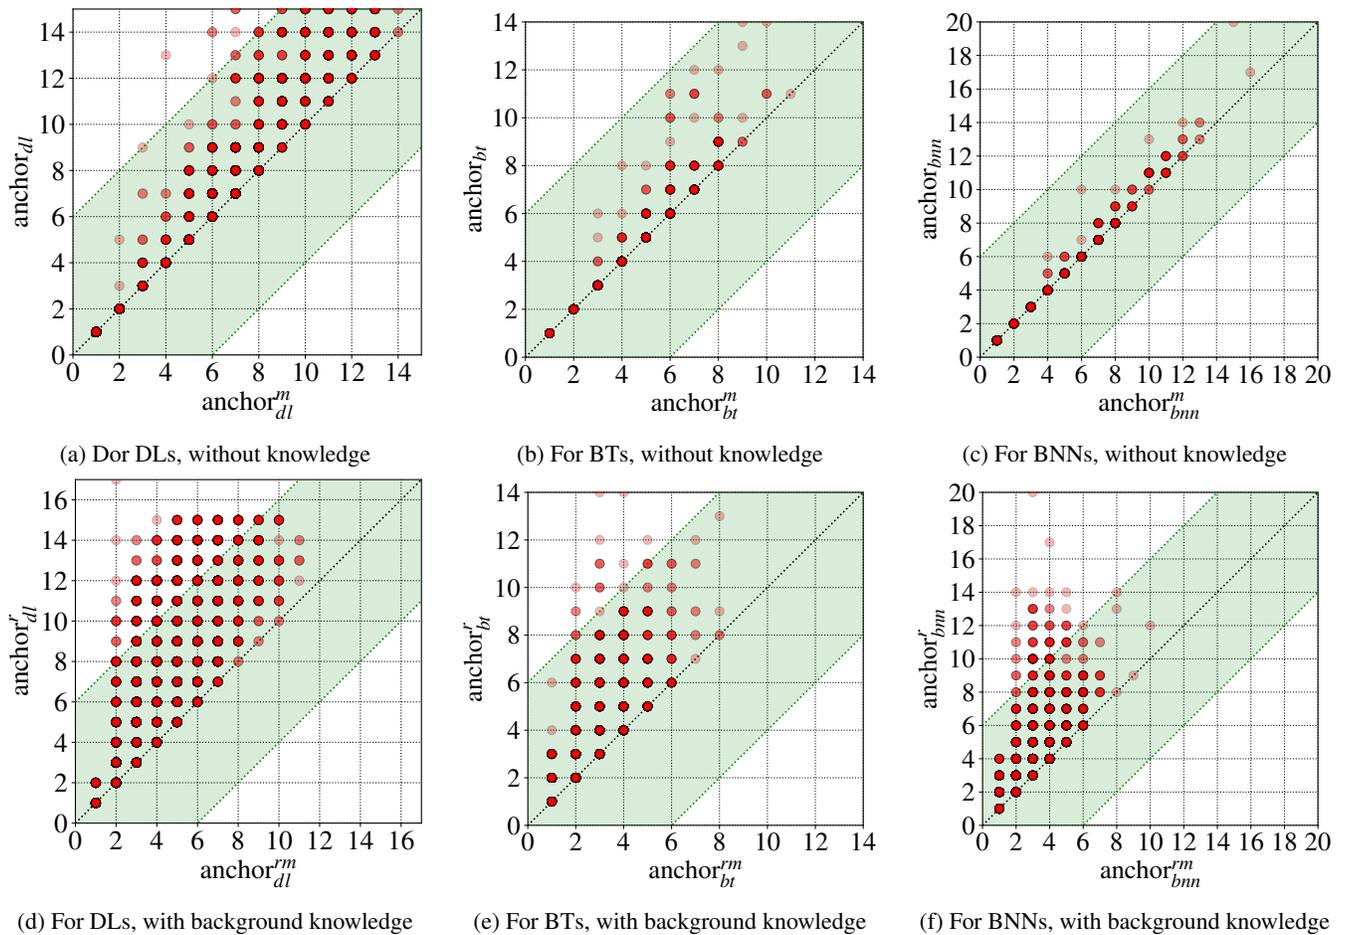 14
12
10
8
6
4
2
0
anchor_dl
0 2 4 6 8 10 12 14
anchor^m_dl
(a) Dor DLs, without knowledge
14
12
10
8
6
4
2
0
anchor_bt
0 2 4 6 8 10 12 14
anchor^m_bt
(b) For BTs, without knowledge
20
18
16
14
12
10
8
6
4
2
0
anchor_bnn
0 2 4 6 8 10 12 14 16 18 20
anchor^m_bnn
(c) For BNNs, without knowledge
16
14
12
10
8
6
4
2
0
anchor^r_dl
0 2 4 6 8 10 12 14 16
anchor^rm_dl
(d) For DLs, with background knowledge
14
12
10
8
6
4
2
0
anchor^r_bt
0 2 4 6 8 10 12 14
anchor^rm_bt
(e) For BTs, with background knowledge
20
18
16
14
12
10
8
6
4
2
0
anchor^r_bnn
0 2 4 6 8 10 12 14 16 18 20
anchor^rm_bnn
(f) For BNNs, with background knowledge